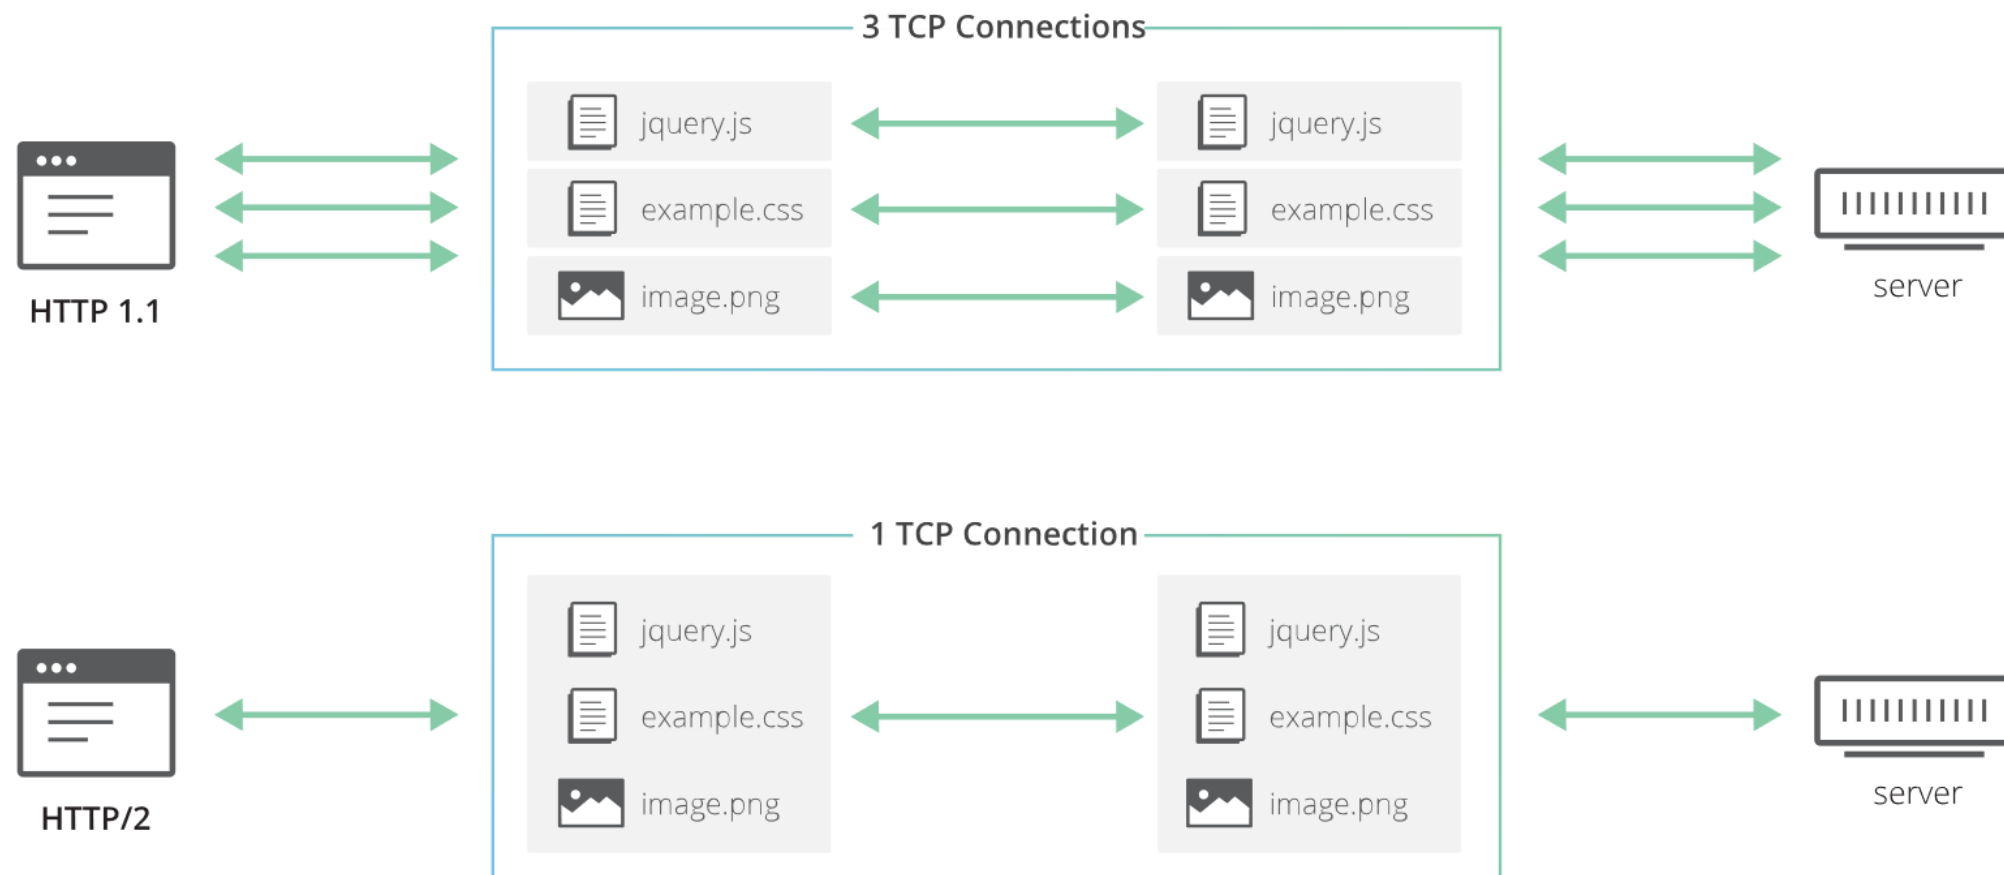 3 TCP Connections
jquery.js jquery.js
example.css example.css
image.png image.png
HTTP 1.1
server
1 TCP Connection
jquery.js jquery.js
example.css example.css
image.png image.png
HTTP/2
server